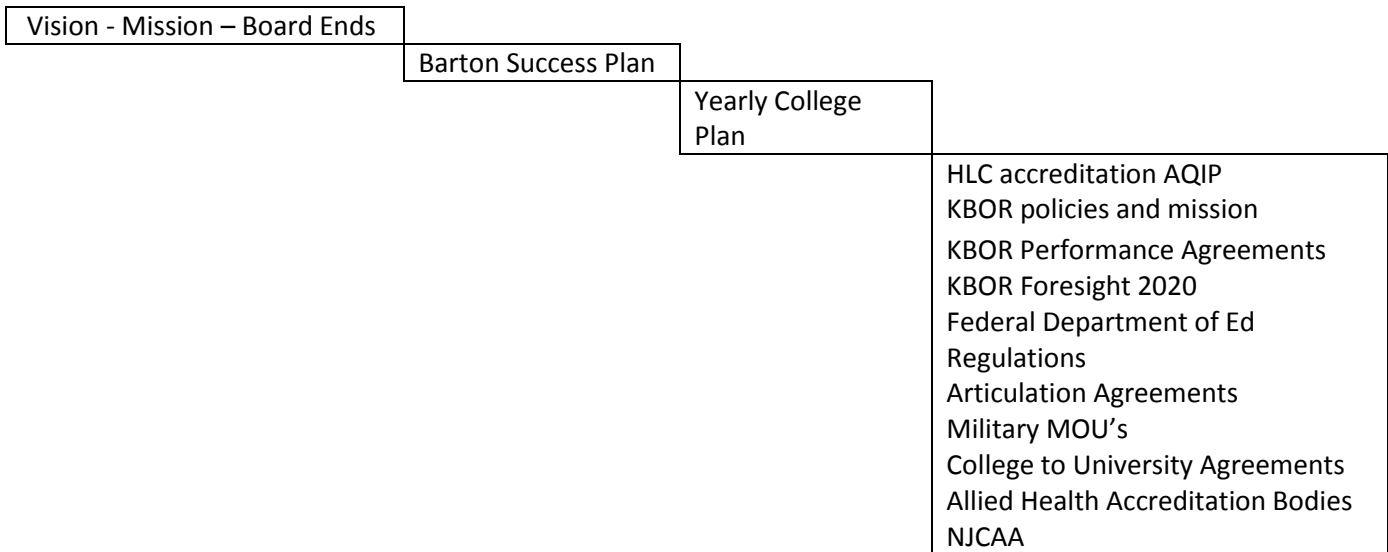 Vision - Mission – Board Ends
Barton Success Plan
Yearly College
Plan
HLC accreditation AQIP
KBOR policies and mission
KBOR Performance Agreements
KBOR Foresight 2020
Federal Department of Ed
Regulations
Articulation Agreements
Military MOU’s
College to University Agreements
Allied Health Accreditation Bodies
NJCAA